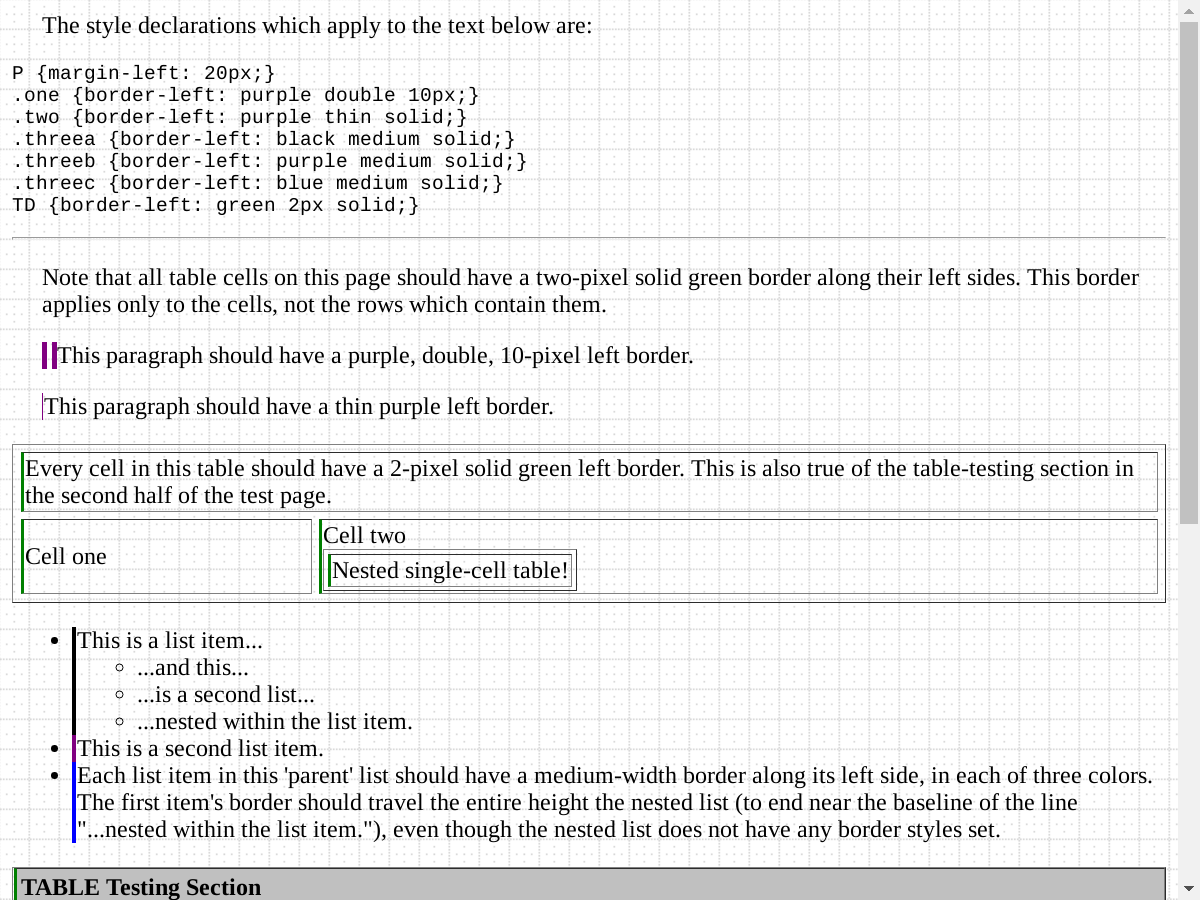 The style declarations which apply to the text below are:
P {margin-left: 20px;}
.one {border-left: purple double 10px;}
.two {border-left: purple thin solid;}
.threea {border-left: black medium solid;}
.threeb {border-left: purple medium solid;}
.threec {border-left: blue medium solid;}
TD {border-left: green 2px solid;}
Note that all table cells on this page should have a two-pixel solid green border along their left sides. This border
applies only to the cells, not the rows which contain them.
This paragraph should have a purple, double, 10-pixel left border.
This paragraph should have a thin purple left border.
Every cell in this table should have a 2-pixel solid green left border. This is also true of the table-testing section in
the second half of the test page.
Cell one
Cell two
Nested single-cell table!
This is a list item...
...and this...
...is a second list...
...nested within the list item.
This is a second list item.
Each list item in this 'parent' list should have a medium-width border along its left side, in each of three colors.
The first item's border should travel the entire height the nested list (to end near the baseline of the line
"...nested within the list item."), even though the nested list does not have any border styles set.
TABLE Testing Section